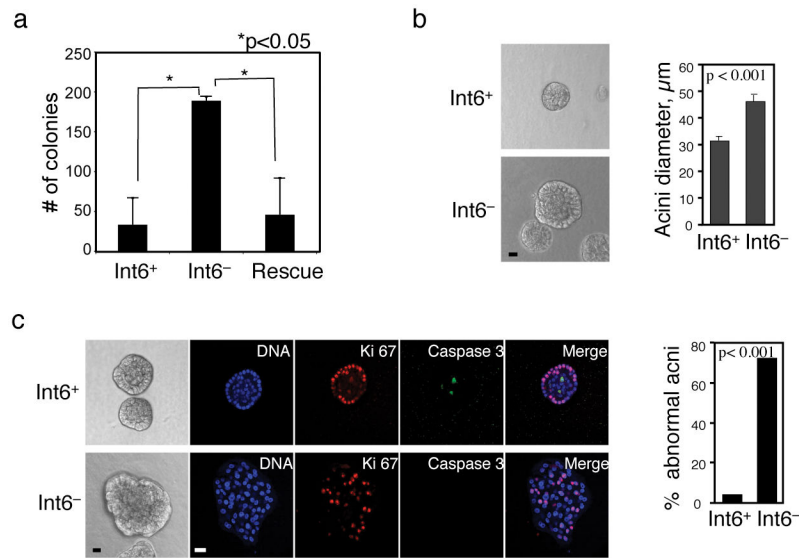 a
*p<0.05
# of colonies
250
200
150
100
50
0
*
*
Int6⁺
Int6⁻
Rescue
b
Int6⁺
Int6⁻
Acini diameter, µm
p < 0.001
60
50
40
30
20
10
0
Int6⁺ Int6⁻
c
Int6⁺
DNA
Ki 67
Caspase 3
Merge
Int6⁻
DNA
Ki 67
Caspase 3
Merge
% abnormal acni
p< 0.001
80
60
40
20
0
Int6⁺ Int6⁻